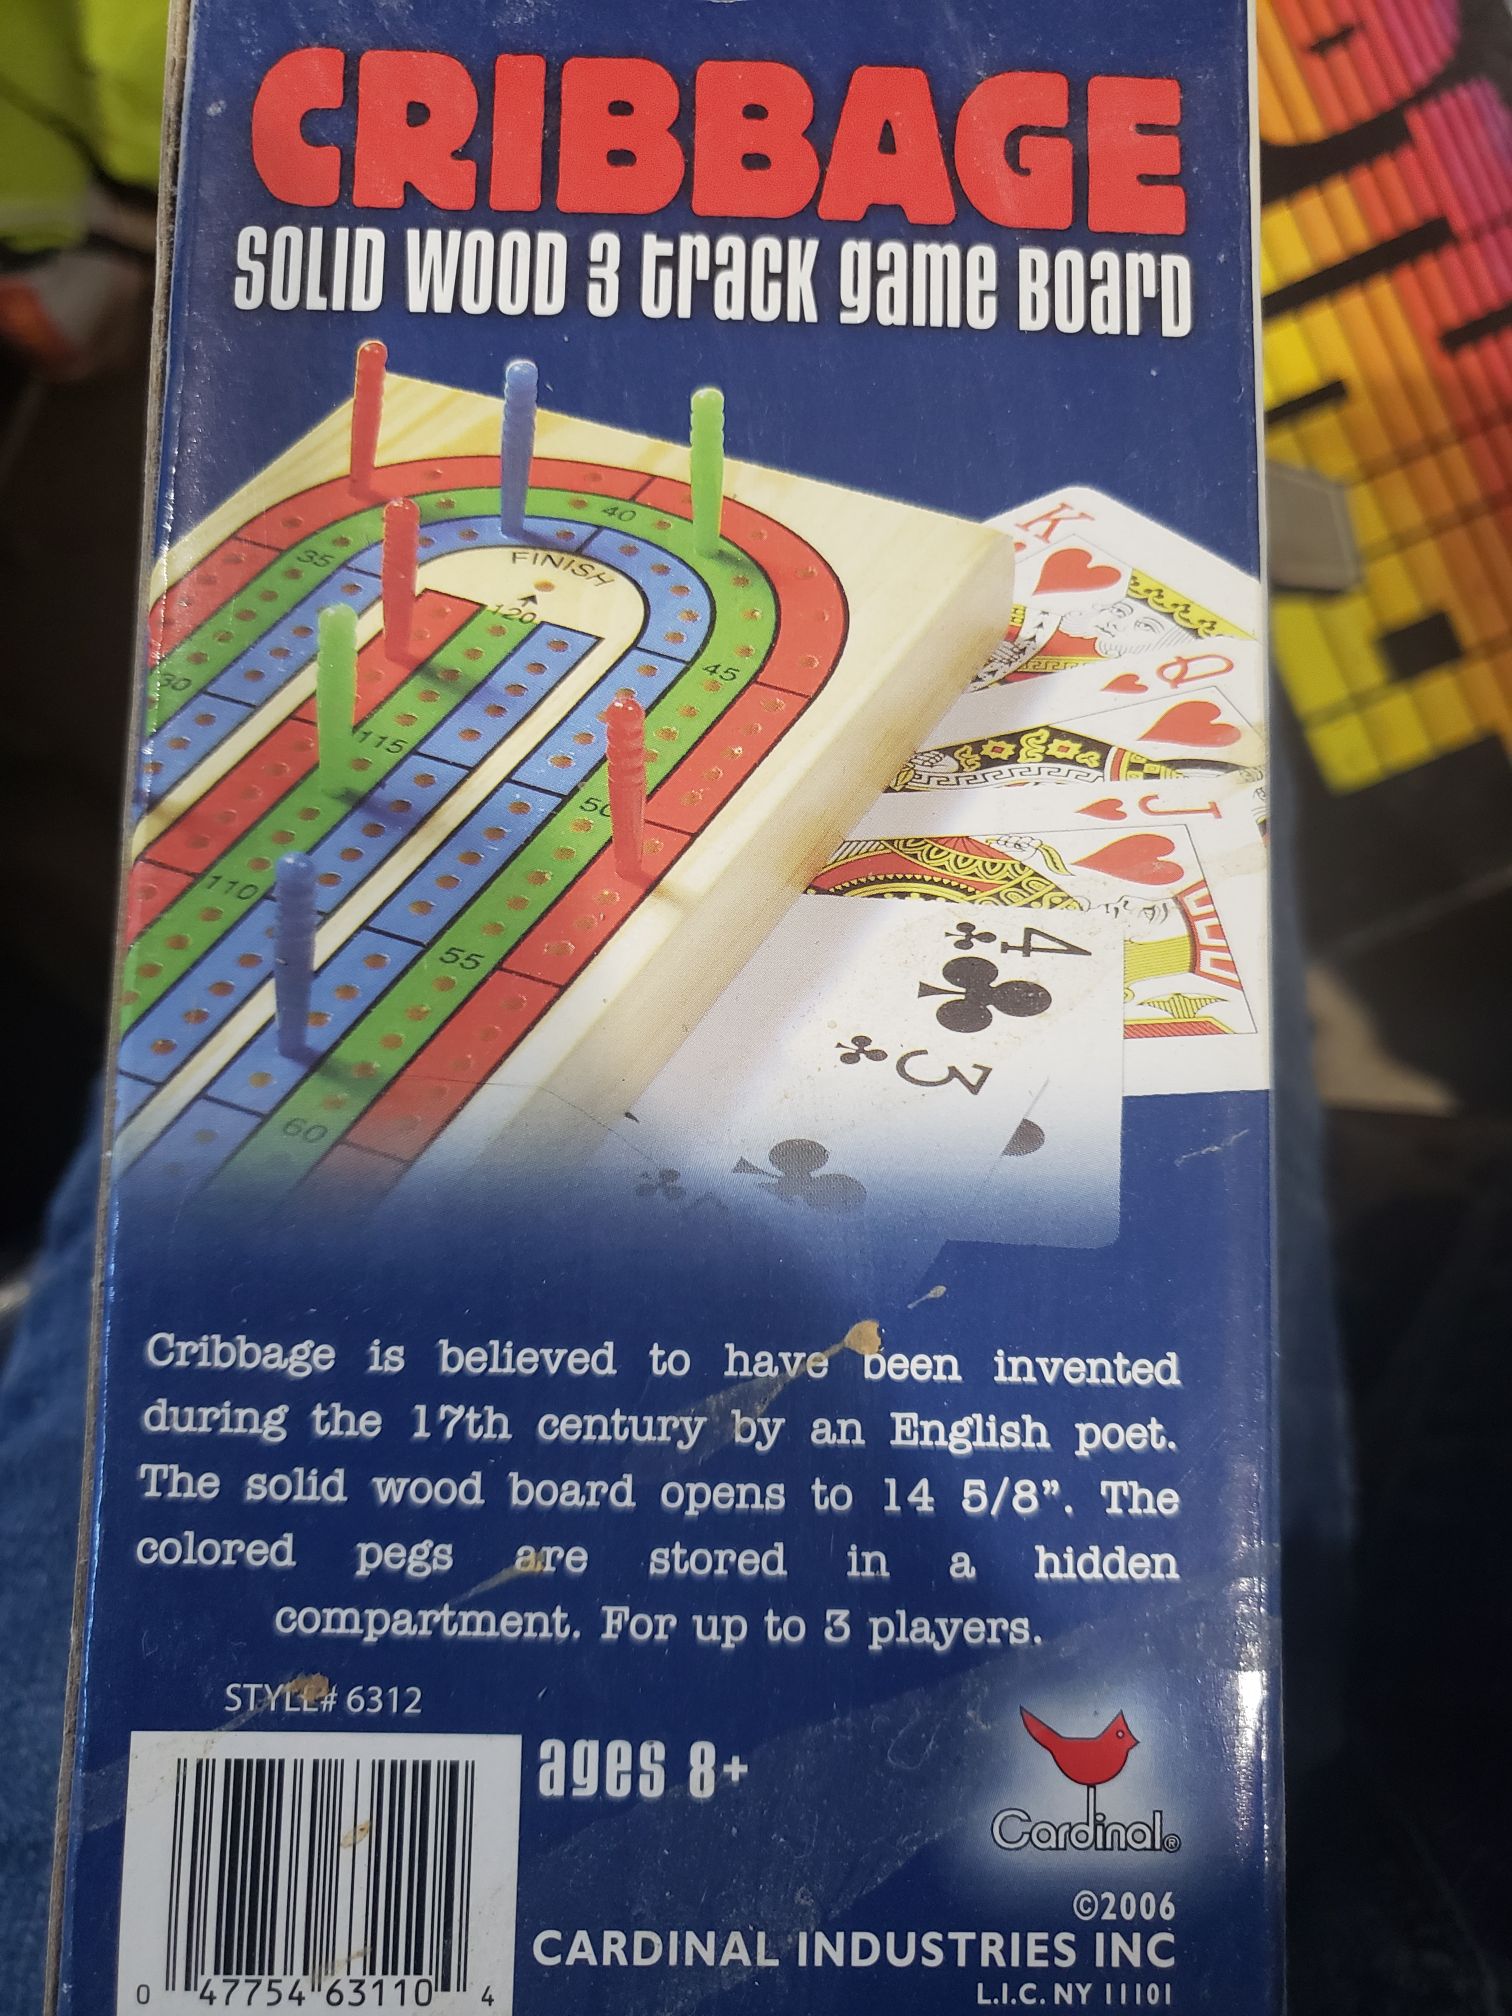 CRIBBAGE
SOLID WOOD 3 track game Board
FINISH
120
40
35
30
45
115
50
110
55
60
K
Q
J
4
3
Cribbage is believed to have been invented
during the 17th century by an English poet.
The solid wood board opens to 14 5/8”. The
colored pegs are stored in a hidden
compartment. For up to 3 players.
STYLE# 6312
ages 8+
Cardinal®
©2006
CARDINAL INDUSTRIES INC
L.I.C. NY 11101
0 47754 63110 4